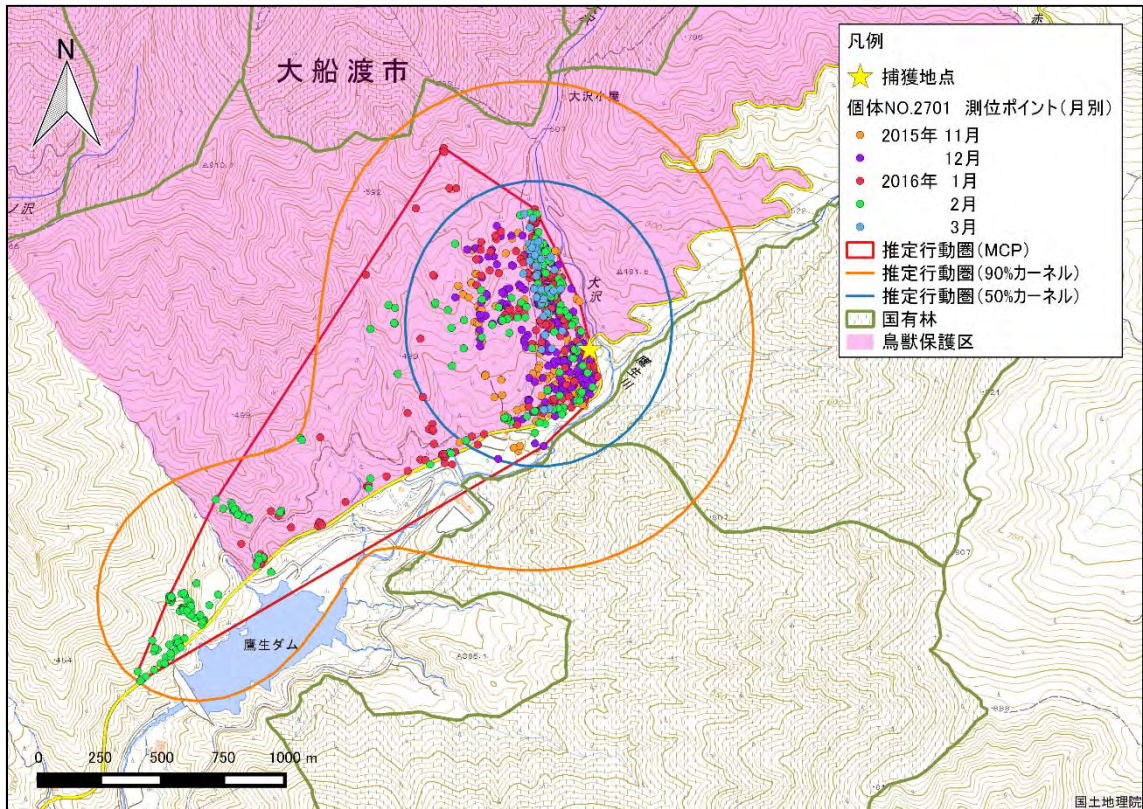 N
大船渡市
大沢小屋
大沢
鷹生川
鷹生ダム
ノ沢
凡例
捕獲地点
個体NO.2701 測位ポイント(月別)
2015年 11月
12月
2016年 1月
2月
3月
推定行動圏(MCP)
推定行動圏(90%カーネル)
推定行動圏(50%カーネル)
国有林
鳥獣保護区
0 250 500 750 1000 m
国土地理院